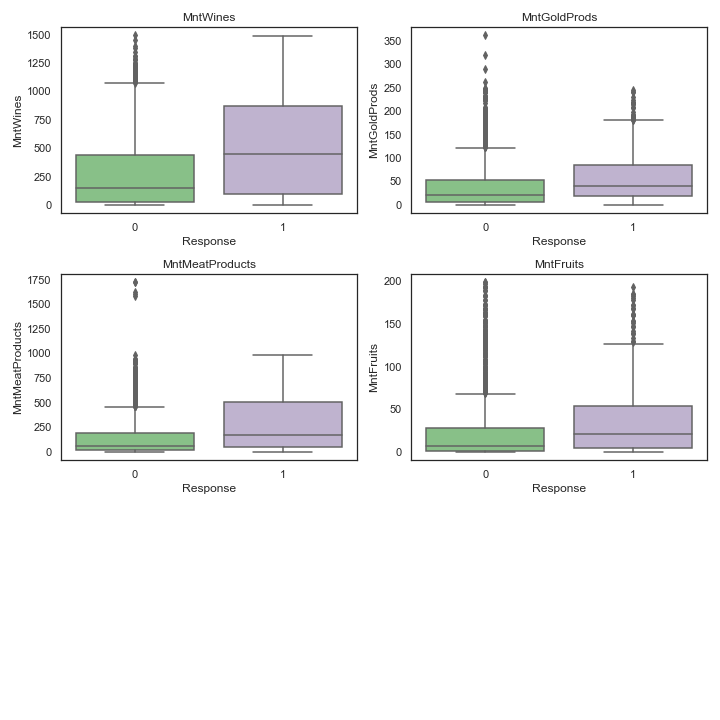 MntWines
1500
1250
1000
750
500
250
0
MntWines
0 1
Response
MntGoldProds
350
300
250
200
150
100
50
0
MntGoldProds
0 1
Response
MntMeatProducts
1750
1500
1250
1000
750
500
250
0
MntMeatProducts
0 1
Response
MntFruits
200
150
100
50
0
MntFruits
0 1
Response